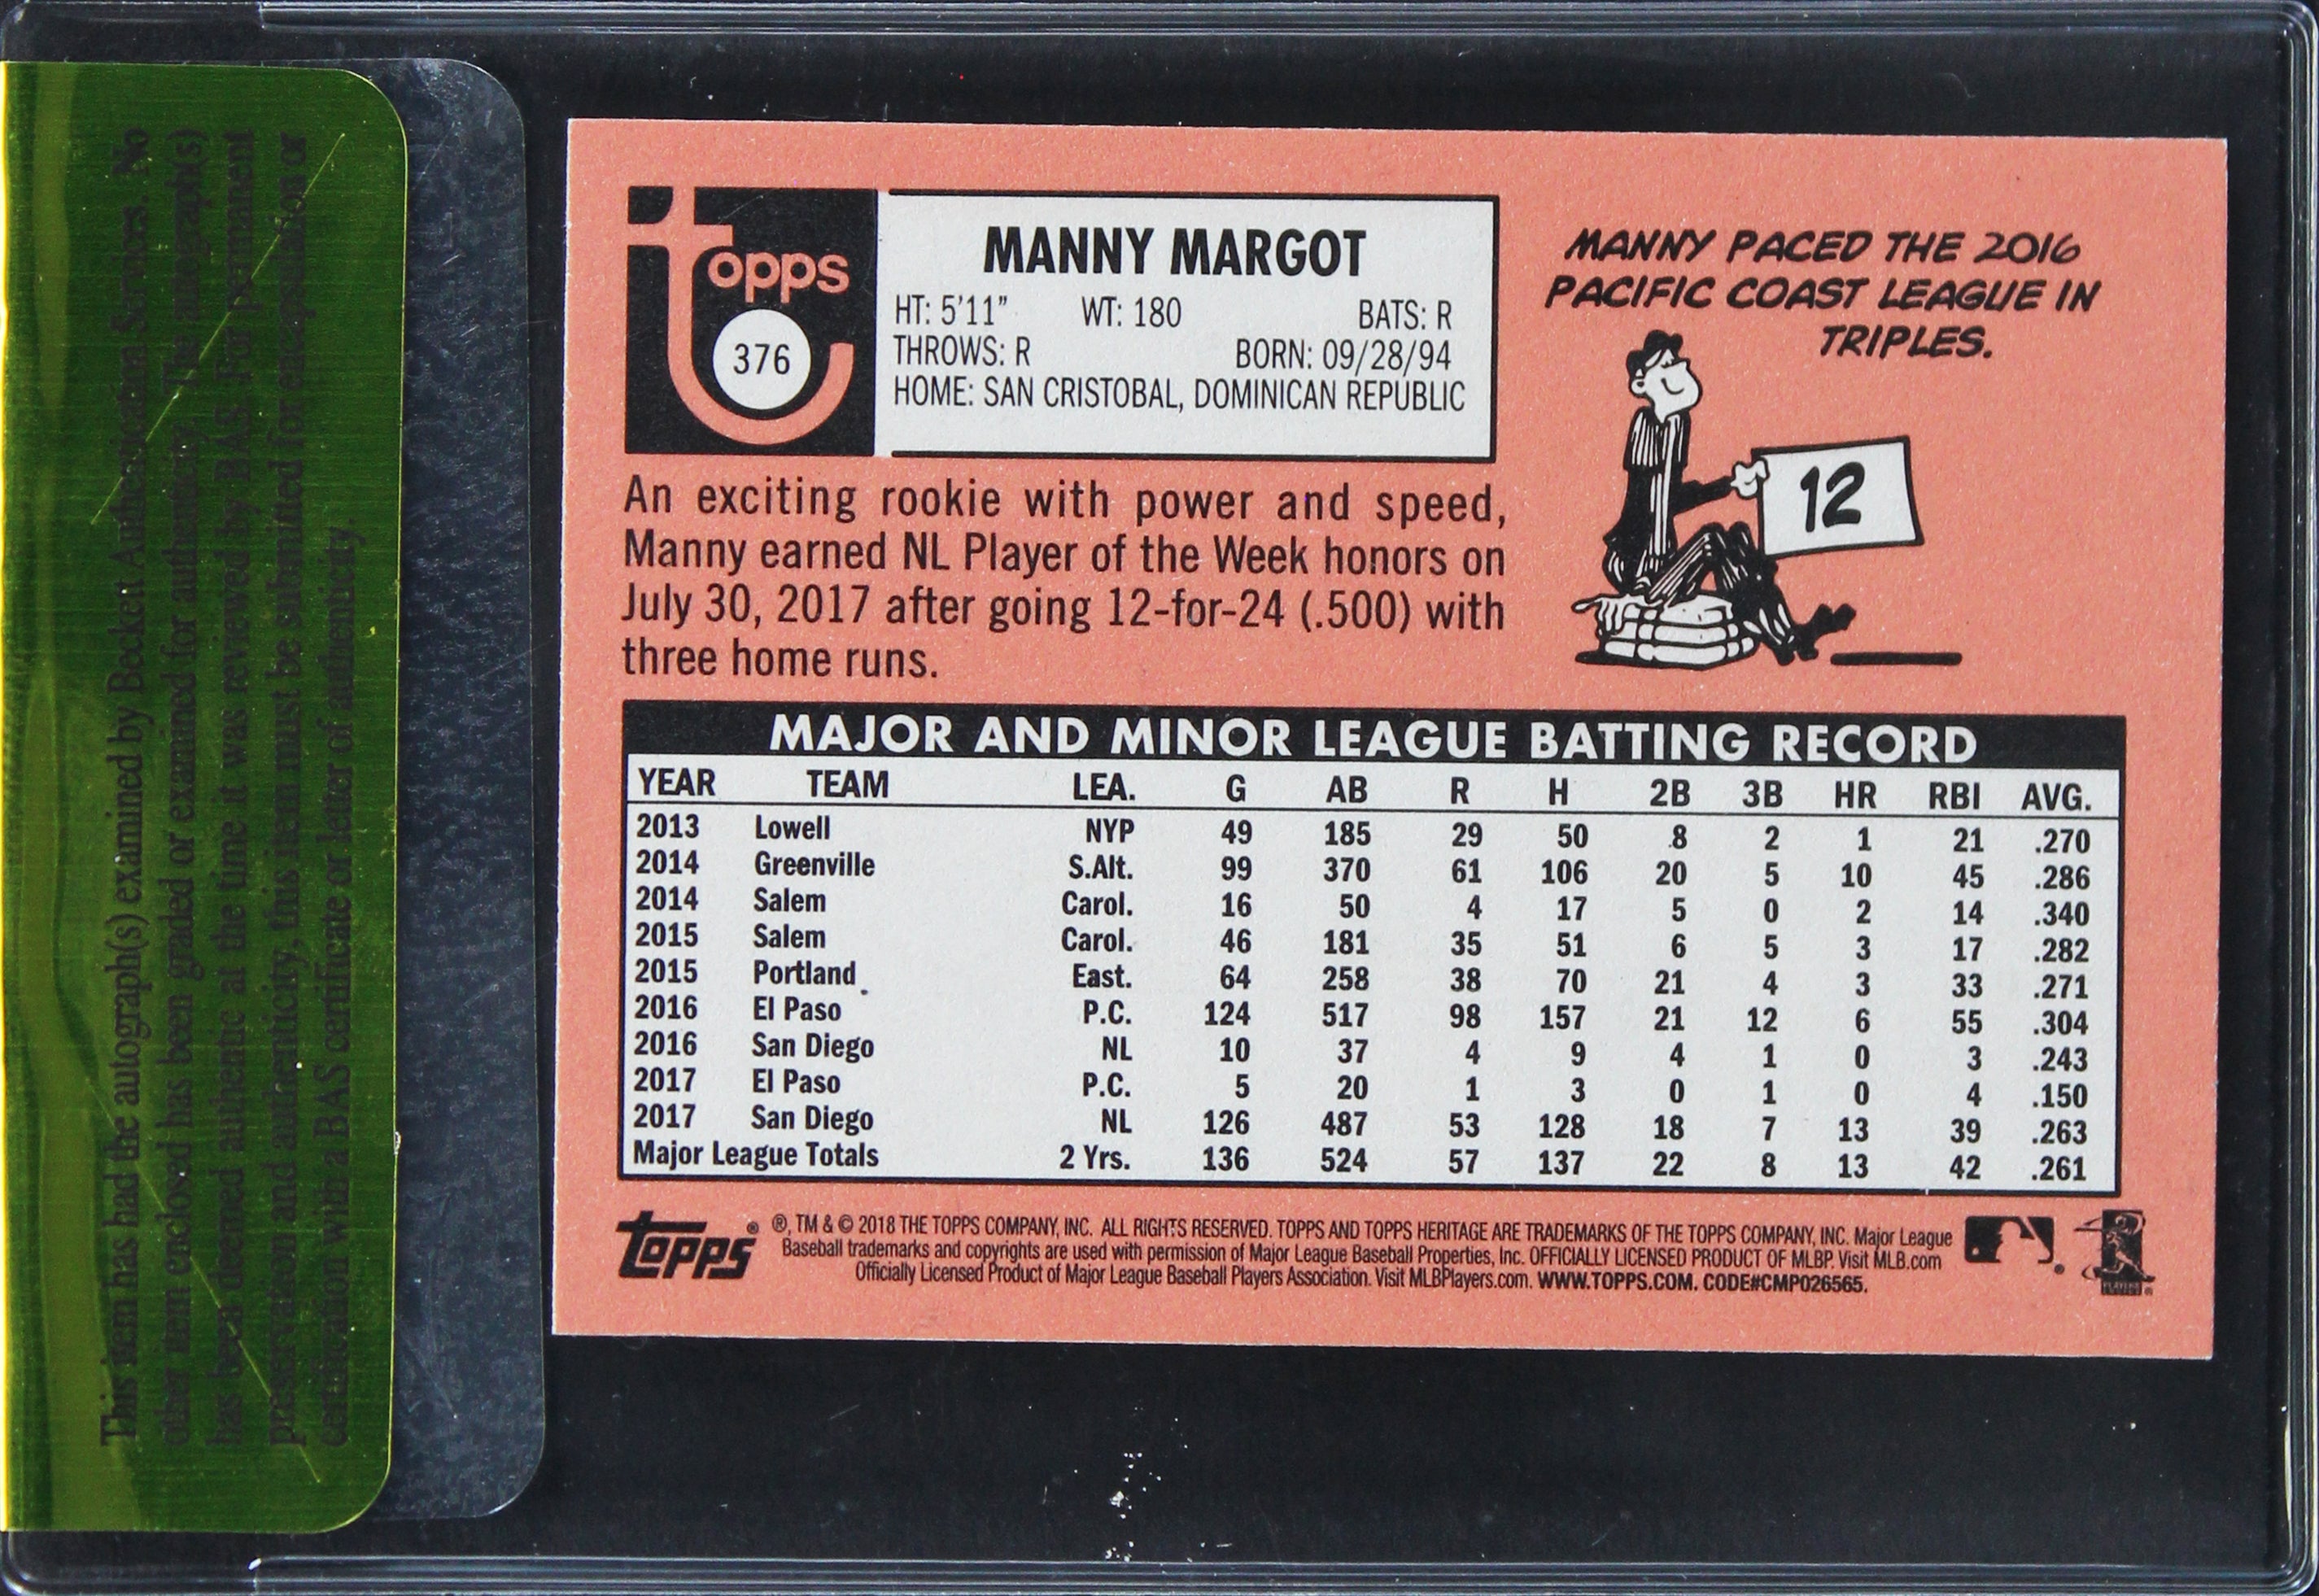 This item has had the autograph(s) examined by Beckett Authentication Services. No
other item enclosed has been graded or examined for authenticity. The autograph(s)
has been deemed authentic at the time it was reviewed by BAS. For permanent
preservation and authenticity, this item must be submitted for encapsulation or
certification with a BAS certificate or letter of authenticity.
Topps
376
MANNY MARGOT
HT: 5'11" WT: 180 BATS: R
THROWS: R BORN: 09/28/94
HOME: SAN CRISTOBAL, DOMINICAN REPUBLIC
MANNY PACED THE 2016
PACIFIC COAST LEAGUE IN
TRIPLES.
12
An exciting rookie with power and speed,
Manny earned NL Player of the Week honors on
July 30, 2017 after going 12-for-24 (.500) with
three home runs.
MAJOR AND MINOR LEAGUE BATTING RECORD
YEAR TEAM LEA. G AB R H 2B 3B HR RBI AVG.
2013 Lowell NYP 49 185 29 50 8 2 1 21 .270
2014 Greenville S.Alt. 99 370 61 106 20 5 10 45 .286
2014 Salem Carol. 16 50 4 17 5 0 2 14 .340
2015 Salem Carol. 46 181 35 51 6 5 3 17 .282
2015 Portland East. 64 258 38 70 21 4 3 33 .271
2016 El Paso P.C. 124 517 98 157 21 12 6 55 .304
2016 San Diego NL 10 37 4 9 4 1 0 3 .243
2017 El Paso P.C. 5 20 1 3 0 1 0 4 .150
2017 San Diego NL 126 487 53 128 18 7 13 39 .263
Major League Totals 2 Yrs. 136 524 57 137 22 8 13 42 .261
Topps ® ®, TM & © 2018 THE TOPPS COMPANY, INC. ALL RIGHTS RESERVED. TOPPS AND TOPPS HERITAGE ARE TRADEMARKS OF THE TOPPS COMPANY, INC. Major League
Baseball trademarks and copyrights are used with permission of Major League Baseball Properties, Inc. OFFICIALLY LICENSED PRODUCT OF MLBP. Visit MLB.com
Officially Licensed Product of Major League Baseball Players Association. Visit MLBPlayers.com. WWW.TOPPS.COM. CODE#CMP026565.